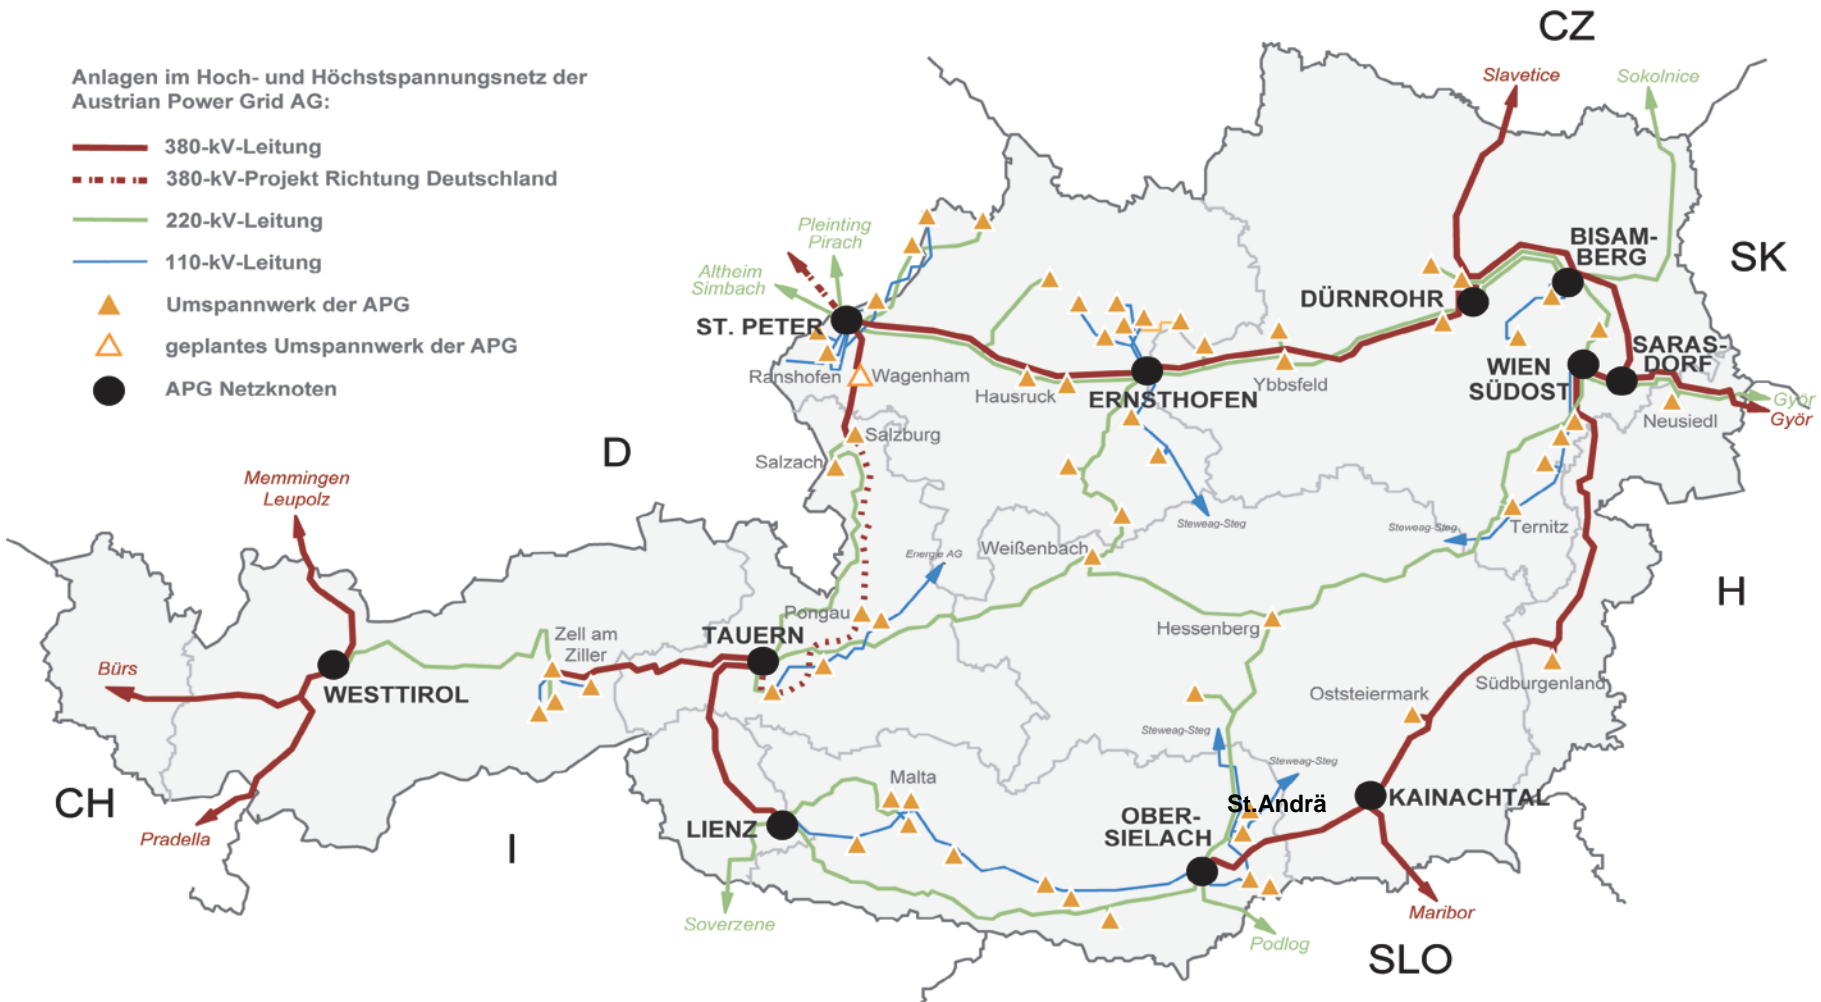 Anlagen im Hoch- und Höchstspannungsnetz der
Austrian Power Grid AG:
380-kV-Leitung
380-kV-Projekt Richtung Deutschland
220-kV-Leitung
110-kV-Leitung
Umspannwerk der APG
geplantes Umspannwerk der APG
APG Netzknoten
CZ
Slavetice
Sokolnice
SK
BISAM-
BERG
DÜRNROHR
Pleinting
Pirach
Altheim
Simbach
ST. PETER
Ranshofen
Wagenham
Hausruck
ERNSTHOFEN
Ybbsfeld
WIEN
SÜDOST
SARAS-
DORF
Neusiedl
Györ
Györ
D
Salzburg
Salzach
Memmingen
Leupolz
Steweag-Steg
Steweag-Steg
Ternitz
Energie AG
Weißenbach
H
Pongau
TAUERN
Zell am
Ziller
Hessenberg
Bürs
WESTTIROL
Oststeiermark
Südburgenland
Steweag-Steg
Steweag-Steg
CH
Pradella
I
Malta
LIENZ
St.Andrä
OBER-
SIELACH
KAINACHTAL
Soverzene
Maribor
Podlog
SLO